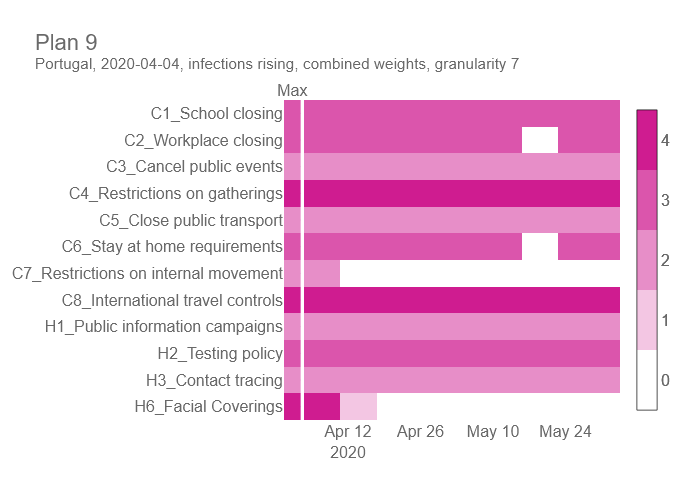 Plan 9
Portugal, 2020-04-04, infections rising, combined weights, granularity 7
Max
C1_School closing
C2_Workplace closing
C3_Cancel public events
C4_Restrictions on gatherings
C5_Close public transport
C6_Stay at home requirements
C7_Restrictions on internal movement
C8_International travel controls
H1_Public information campaigns
H2_Testing policy
H3_Contact tracing
H6_Facial Coverings
Apr 12 Apr 26 May 10 May 24
2020
4
3
2
1
0